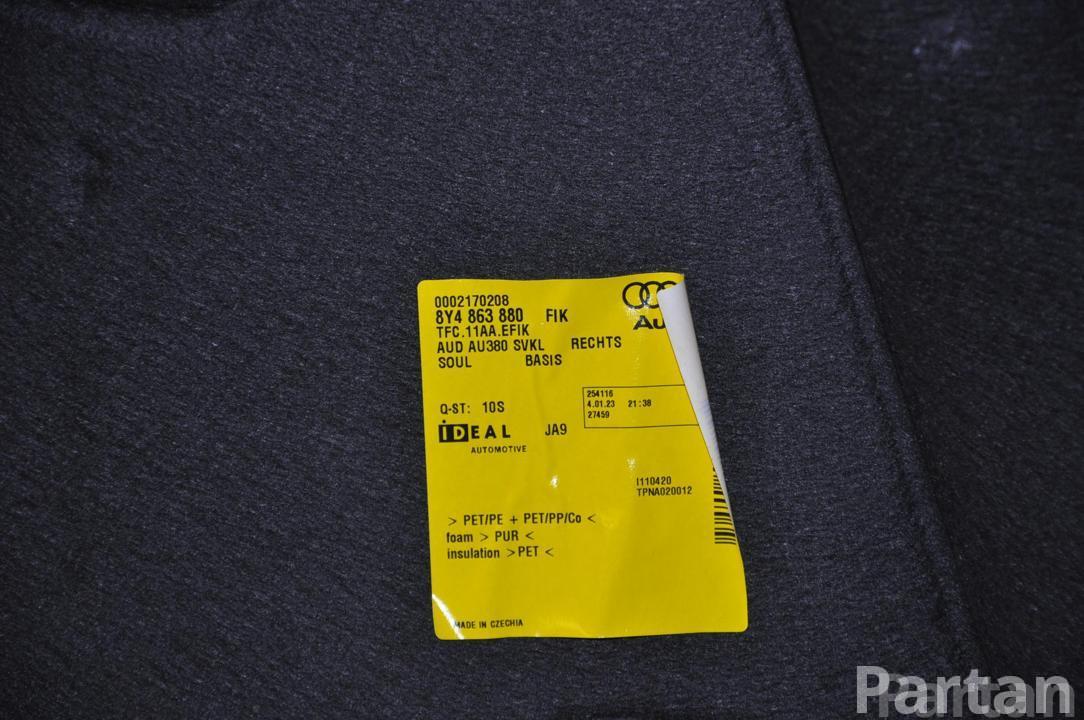 0002170208
8Y4 863 880 FIK
TFC.11AA.EFIK
AUD AU380 SVKL RECHTS
SOUL BASIS
Au
Q-ST: 10S
254116
4.01.23 21:38
27459
iDEAL JA9
AUTOMOTIVE
I110420
TPNA020012
> PET/PE + PET/PP/Co <
foam > PUR <
insulation >PET <
MADE IN CZECHIA
Partan